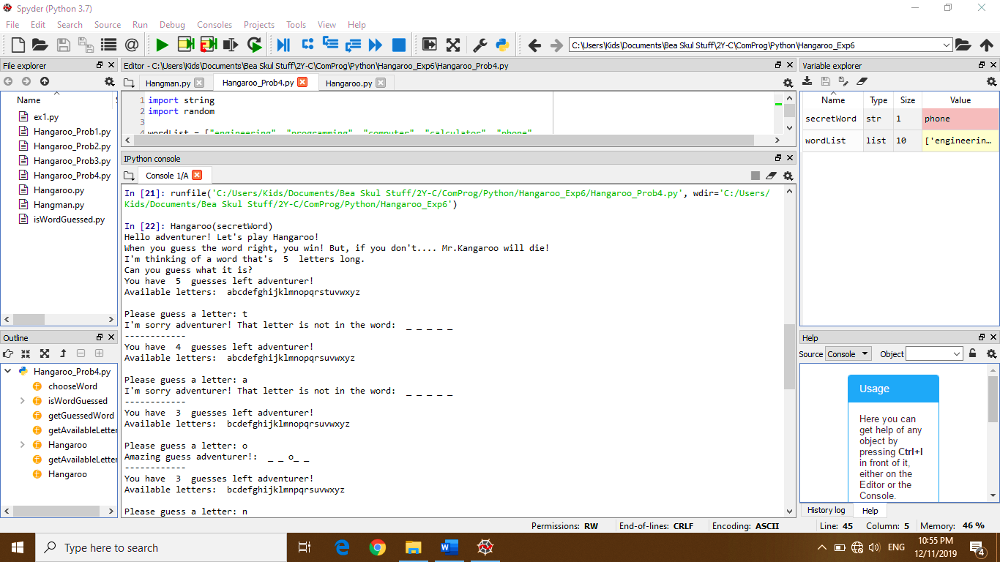 Spyder (Python 3.7)
File Edit Search Source Run Debug Consoles Projects Tools View Help
C:\Users\Kids\Documents\Bea Skul Stuff\2Y-C\ComProg\Python\Hangaroo_Exp6
File explorer
Name
ex1.py
Hangaroo_Prob1.py
Hangaroo_Prob2.py
Hangaroo_Prob3.py
Hangaroo_Prob4.py
Hangaroo.py
Hangman.py
isWordGuessed.py
Outline
Hangaroo_Prob4.py
chooseWord
isWordGuessed
getGuessedWord
getAvailableLetter
Hangaroo
getAvailableLetter
Hangaroo
Editor - C:\Users\Kids\Documents\Bea Skul Stuff\2Y-C\ComProg\Python\Hangaroo_Exp6\Hangaroo_Prob4.py
Hangman.py Hangaroo_Prob4.py Hangaroo.py
1 import string
2 import random
3
4 wordList = ["engineering" "programming" "computer" "calculator" "phone"
IPython console
Console 1/A
In [21]: runfile('C:/Users/Kids/Documents/Bea Skul Stuff/2Y-C/ComProg/Python/Hangaroo_Exp6/Hangaroo_Prob4.py', wdir='C:/Users/
Kids/Documents/Bea Skul Stuff/2Y-C/ComProg/Python/Hangaroo_Exp6')
In [22]: Hangaroo(secretWord)
Hello adventurer! Let's play Hangaroo!
When you guess the word right, you win! But, if you don't.... Mr.Kangaroo will die!
I'm thinking of a word that's  5  letters long.
Can you guess what it is?
You have  5  guesses left adventurer!
Available letters:  abcdefghijklmnopqrstuvwxyz
Please guess a letter: t
I'm sorry adventurer! That letter is not in the word:  _ _ _ _ _
------------
You have  4  guesses left adventurer!
Available letters:  abcdefghijklmnopqrsuvwxyz
Please guess a letter: a
I'm sorry adventurer! That letter is not in the word:  _ _ _ _ _
------------
You have  3  guesses left adventurer!
Available letters:  bcdefghijklmnopqrsuvwxyz
Please guess a letter: o
Amazing guess adventurer!:  _ _ o_ _
------------
You have  3  guesses left adventurer!
Available letters:  bcdefghijklmnpqrsuvwxyz
Please guess a letter: n
Variable explorer
Name Type Size Value
secretWord str 1 phone
wordList list 10 ['engineerin...
Help
Source Console Object
Usage
Here you can
get help of any
object by
pressing Ctrl+I
in front of it,
either on the
Editor or the
Console.
History log Help
Permissions: RW End-of-lines: CRLF Encoding: ASCII Line: 45 Column: 5 Memory: 46 %
Type here to search
ENG
10:55 PM
12/11/2019
4